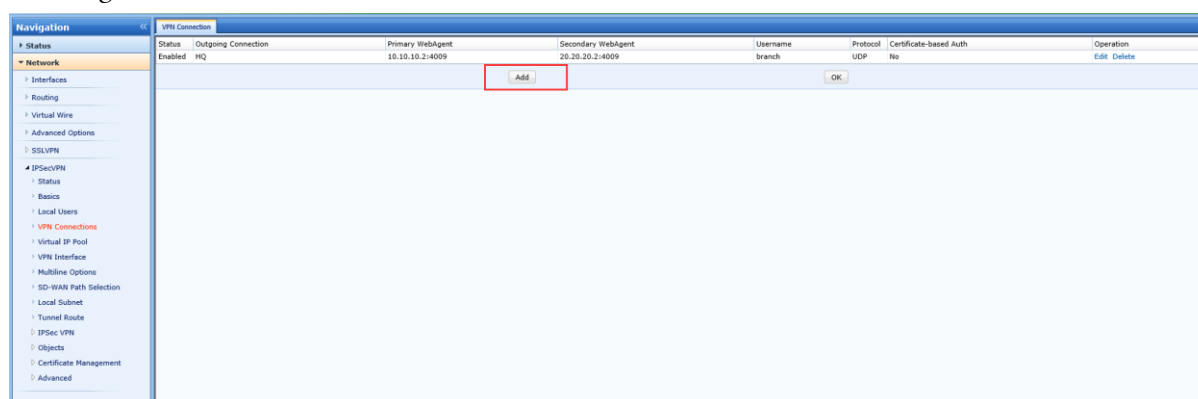 Navigation
VPN Connection
Status
Status Outgoing Connection Primary WebAgent Secondary WebAgent Username Protocol Certificate-based Auth Operation
Enabled HQ 10.10.10.2:4009 20.20.20.2:4009 branch UDP No Edit Delete
Add OK
Network
Interfaces
Routing
Virtual Wire
Advanced Options
SSLVPN
IPSecVPN
Status
Basics
Local Users
VPN Connections
Virtual IP Pool
VPN Interface
Multiline Options
SD-WAN Path Selection
Local Subnet
Tunnel Route
IPSec VPN
Objects
Certificate Management
Advanced